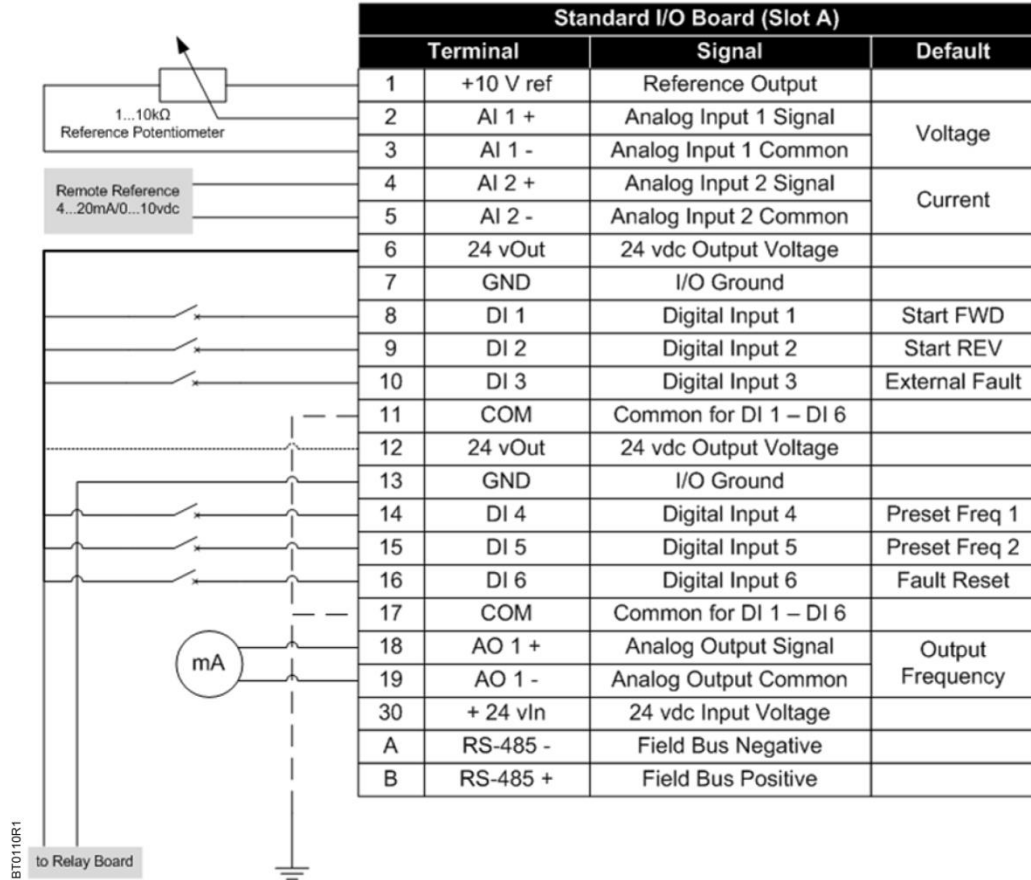 Standard I/O Board (Slot A)
Terminal Signal Default
1 +10 V ref Reference Output
2 AI 1 + Analog Input 1 Signal Voltage
3 AI 1 - Analog Input 1 Common
4 AI 2 + Analog Input 2 Signal Current
5 AI 2 - Analog Input 2 Common
6 24 vOut 24 vdc Output Voltage
7 GND I/O Ground
8 DI 1 Digital Input 1 Start FWD
9 DI 2 Digital Input 2 Start REV
10 DI 3 Digital Input 3 External Fault
11 COM Common for DI 1 – DI 6
12 24 vOut 24 vdc Output Voltage
13 GND I/O Ground
14 DI 4 Digital Input 4 Preset Freq 1
15 DI 5 Digital Input 5 Preset Freq 2
16 DI 6 Digital Input 6 Fault Reset
17 COM Common for DI 1 – DI 6
18 AO 1 + Analog Output Signal Output
19 AO 1 - Analog Output Common Frequency
30 + 24 vIn 24 vdc Input Voltage
A RS-485 - Field Bus Negative
B RS-485 + Field Bus Positive
1...10kΩ
Reference Potentiometer
Remote Reference
4...20mA/0...10vdc
mA
to Relay Board
BT0110R1